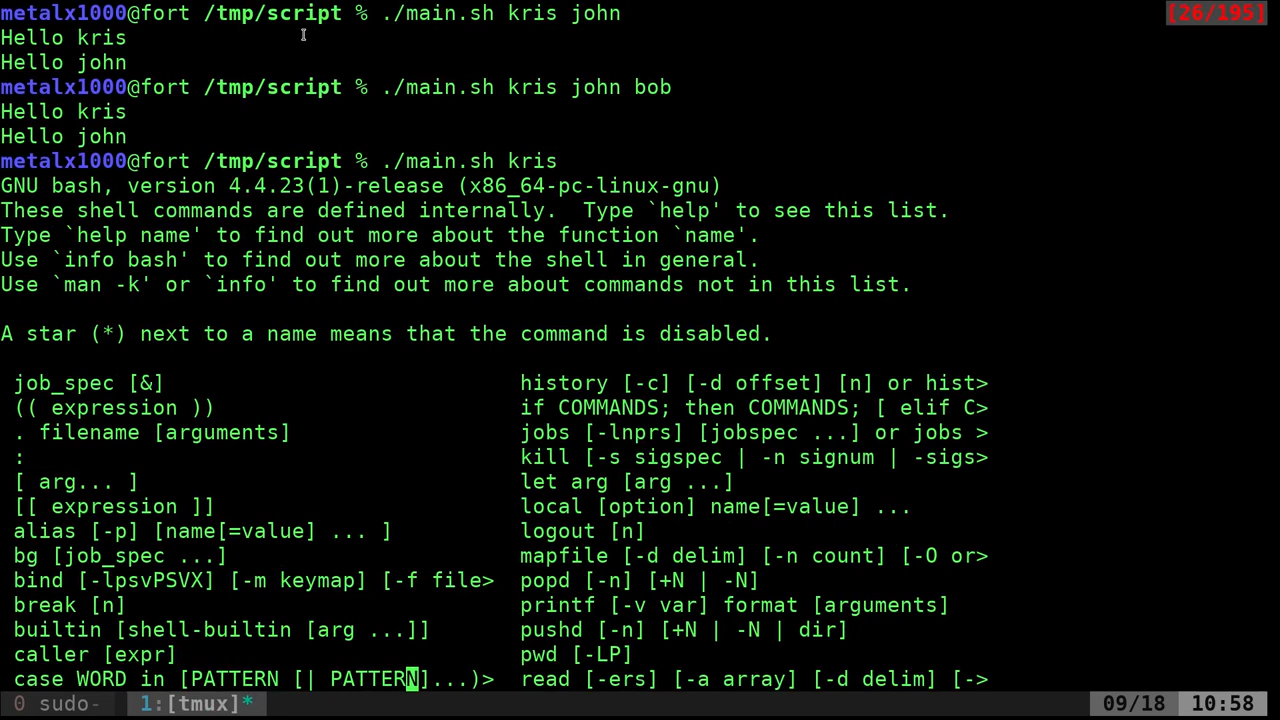 metalx1000@fort /tmp/script % ./main.sh kris john [26/195]
Hello kris
Hello john
metalx1000@fort /tmp/script % ./main.sh kris john bob
Hello kris
Hello john
metalx1000@fort /tmp/script % ./main.sh kris
GNU bash, version 4.4.23(1)-release (x86_64-pc-linux-gnu)
These shell commands are defined internally.  Type `help' to see this list.
Type `help name' to find out more about the function `name'.
Use `info bash' to find out more about the shell in general.
Use `man -k' or `info' to find out more about commands not in this list.
A star (*) next to a name means that the command is disabled.
job_spec [&] history [-c] [-d offset] [n] or hist>
(( expression )) if COMMANDS; then COMMANDS; [ elif C>
. filename [arguments] jobs [-lnprs] [jobspec ...] or jobs >
: kill [-s sigspec | -n signum | -sigs>
[ arg... ] let arg [arg ...]
[[ expression ]] local [option] name[=value] ...
alias [-p] [name[=value] ... ] logout [n]
bg [job_spec ...] mapfile [-d delim] [-n count] [-O or>
bind [-lpsvPSVX] [-m keymap] [-f file> popd [-n] [+N | -N]
break [n] printf [-v var] format [arguments]
builtin [shell-builtin [arg ...]] pushd [-n] [+N | -N | dir]
caller [expr] pwd [-LP]
case WORD in [PATTERN [| PATTERN]...)> read [-ers] [-a array] [-d delim] [->
0 sudo- 1:[tmux]* 09/18 10:58